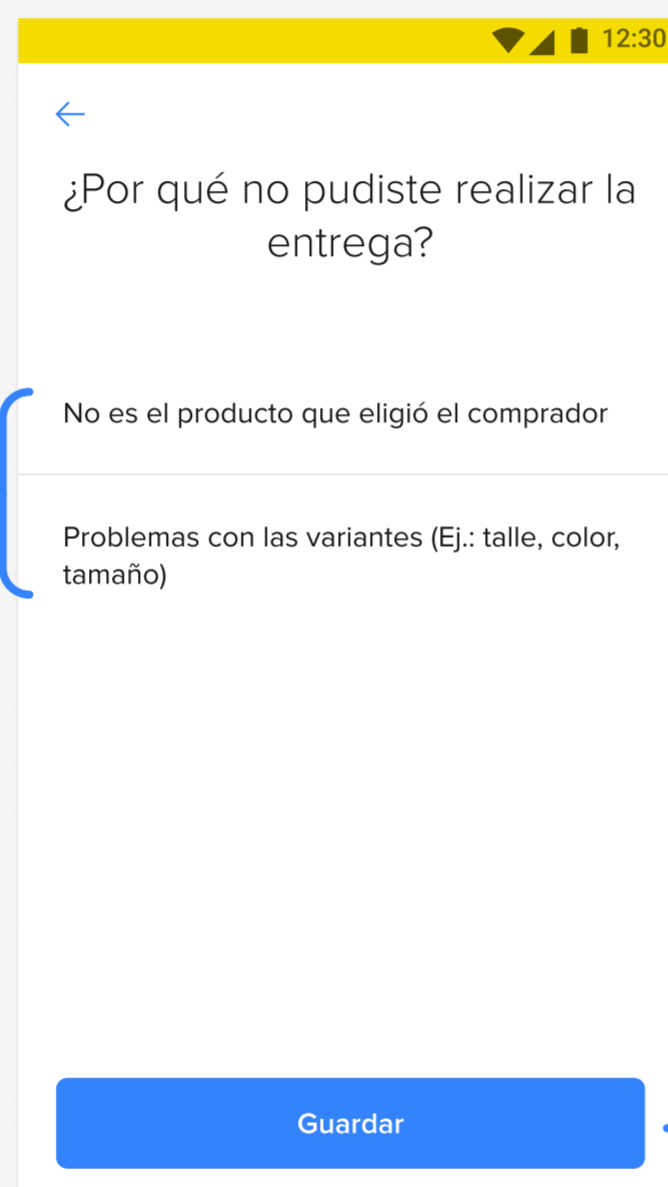 12:30
¿Por qué no pudiste realizar la
entrega?
No es el producto que eligió el comprador
Problemas con las variantes (Ej.: talle, color,
tamaño)
Guardar